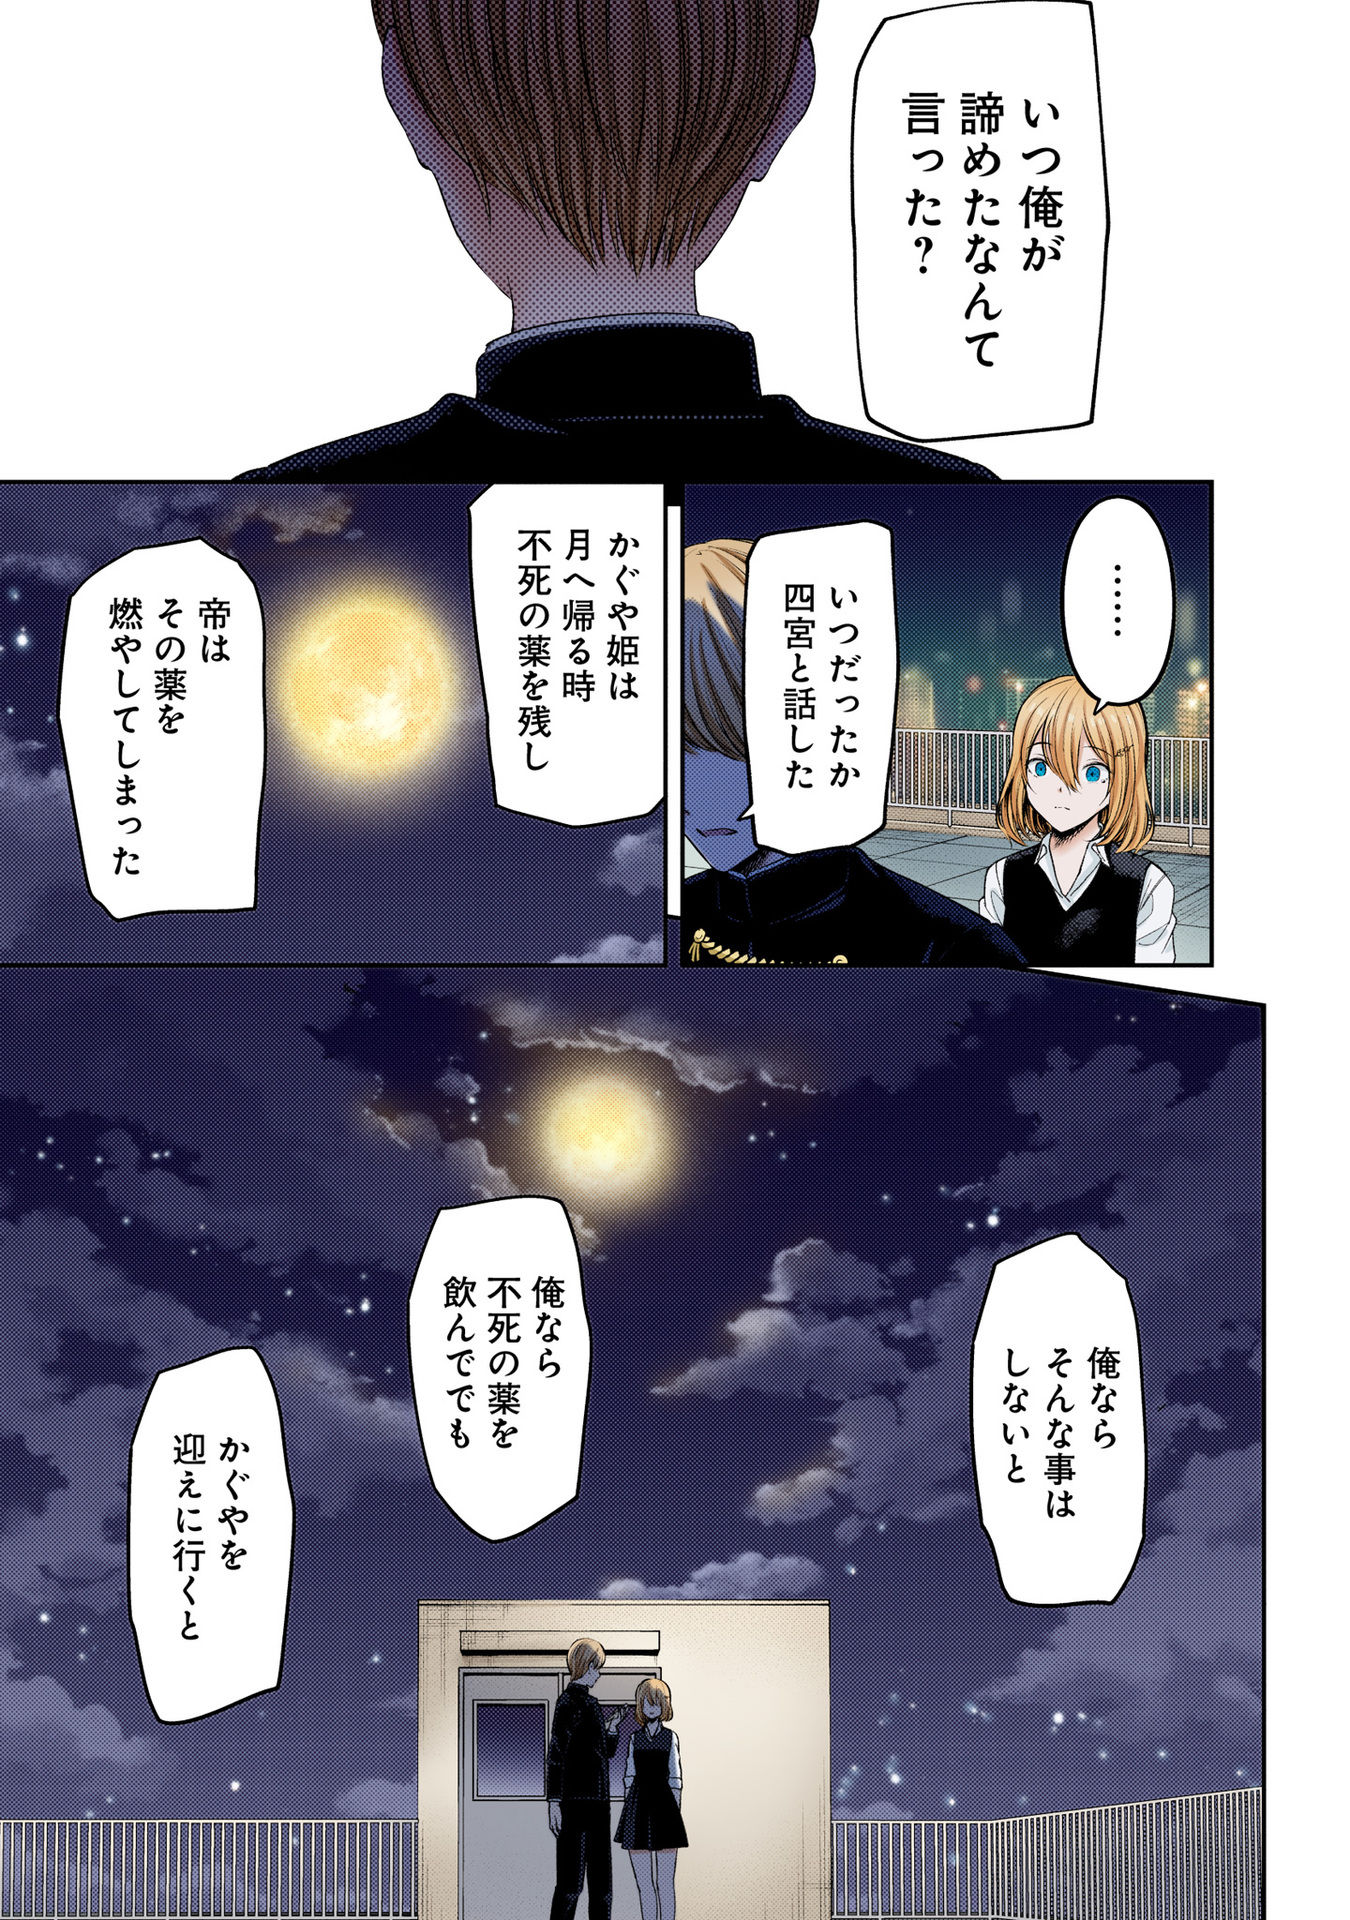 いつ俺が
諦めたなんて
言った?
……
いつだったか
四宮と話した
かぐや姫は
月へ帰る時
不死の薬を残し
帝は
その薬を
燃やしてしまった
俺なら
そんな事は
しないと
俺なら
不死の薬を
飲んででも
かぐやを
迎えに行くと